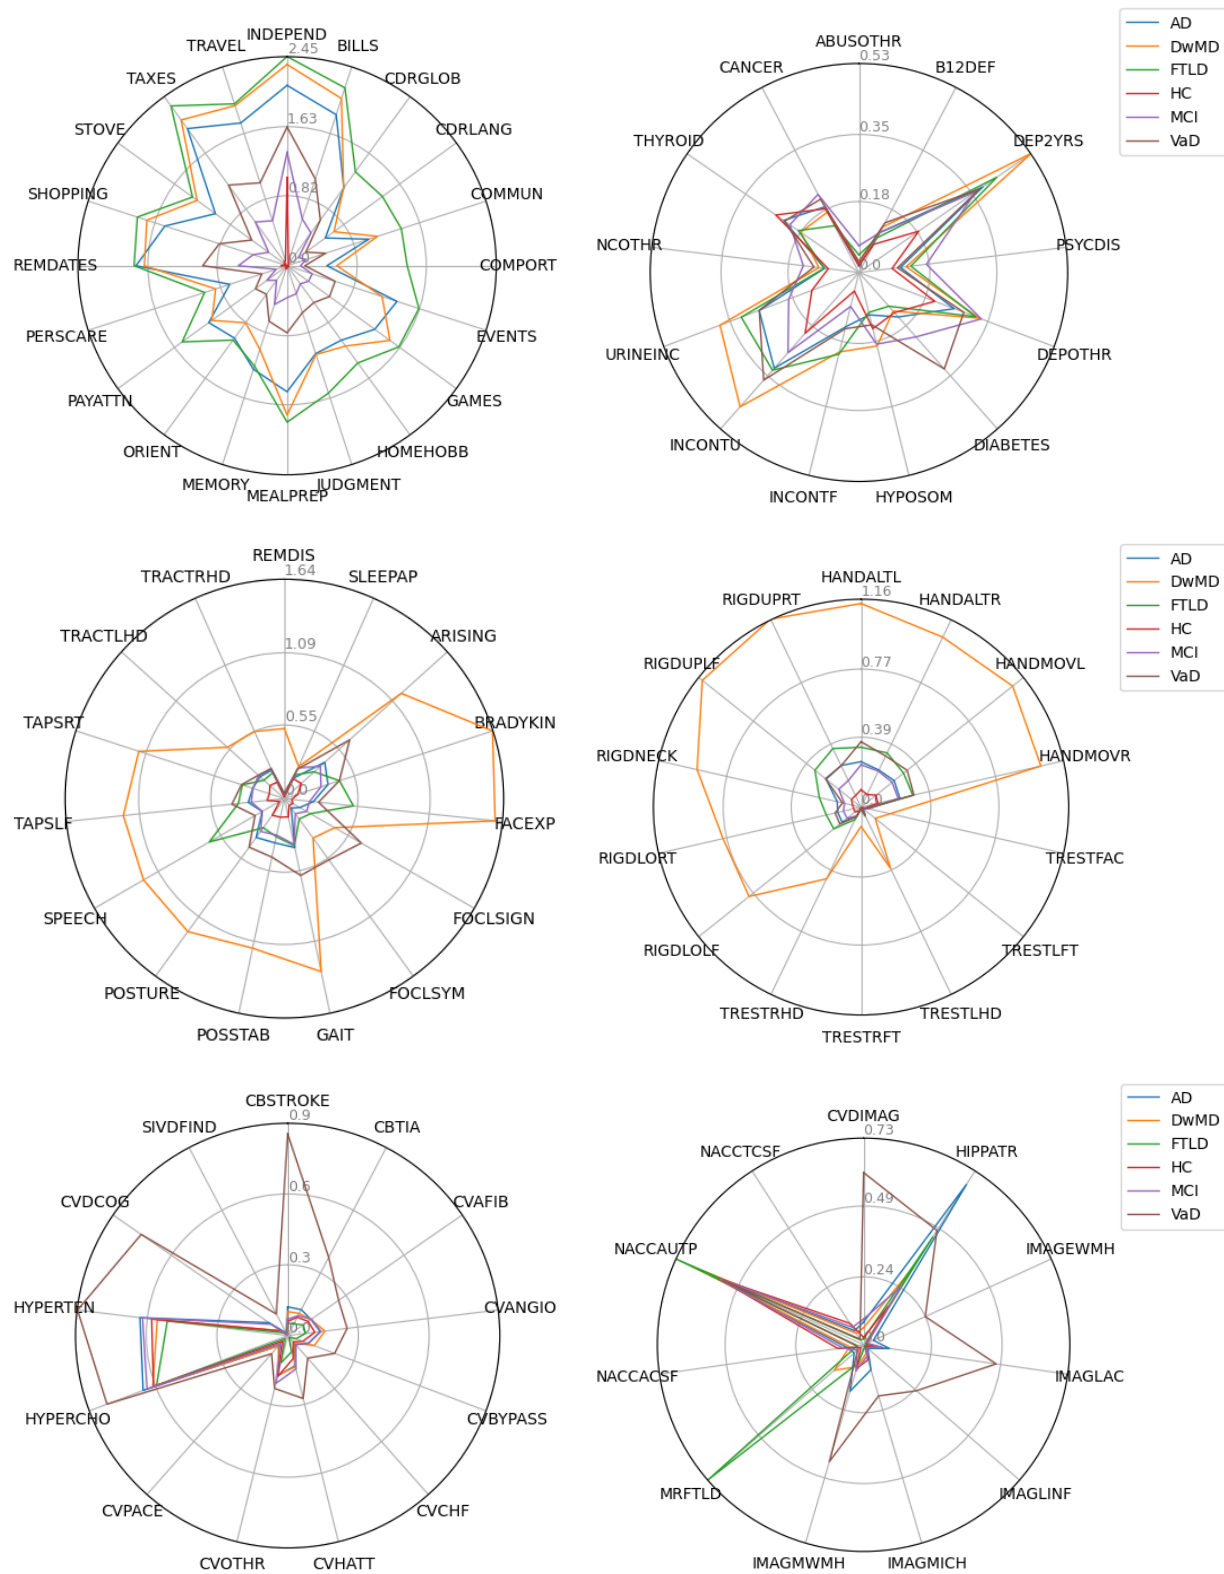 INDEPEND
2.45
TRAVEL
BILLS
TAXES
CDRGLOB
STOVE
1.63
CDRLANG
SHOPPING
0.82
COMMUN
REMDATES
0.0
COMPORT
PERSCARE
EVENTS
PAYATTN
GAMES
ORIENT
HOMEHOBB
MEMORY
JUDGMENT
MEALPREP
ABUSOTHR
0.53
CANCER
B12DEF
THYROID
0.35
DEP2YRS
NCOTHR
0.18
PSYCDIS
0.0
URINEINC
DEPOTHR
INCONTU
DIABETES
INCONTF
HYPOSOM
AD
DwMD
FTLD
HC
MCI
VaD
REMDIS
1.64
TRACTRHD
SLEEPAP
TRACTLHD
1.09
ARISING
TAPSRT
0.55
BRADYKIN
TAPSLF
0.0
FACEXP
SPEECH
FOCLSIGN
POSTURE
FOCLSYM
POSSTAB
GAIT
HANDALTL
1.16
RIGDUPRT
HANDALTR
RIGDUPLF
0.77
HANDMOVL
RIGDNECK
0.39
HANDMOVR
RIGDLORT
TRESTFAC
RIGDLOLF
TRESTLFT
TRESTRHD
TRESTLHD
TRESTRFT
AD
DwMD
FTLD
HC
MCI
VaD
CBSTROKE
0.9
SIVDFIND
CBTIA
CVDCOG
0.6
CVAFIB
HYPERTEN
0.3
CVANGIO
HYPERCHO
CVBYPASS
CVPACE
CVCHF
CVOTHR
CVHATT
CVDIMAG
0.73
NACCTCSF
HIPPATR
NACCAUTP
0.49
IMAGEWMH
0.24
NACCACSF
IMAGLAC
MRFTLD
IMAGLINF
IMAGMWMH
IMAGMICH
AD
DwMD
FTLD
HC
MCI
VaD